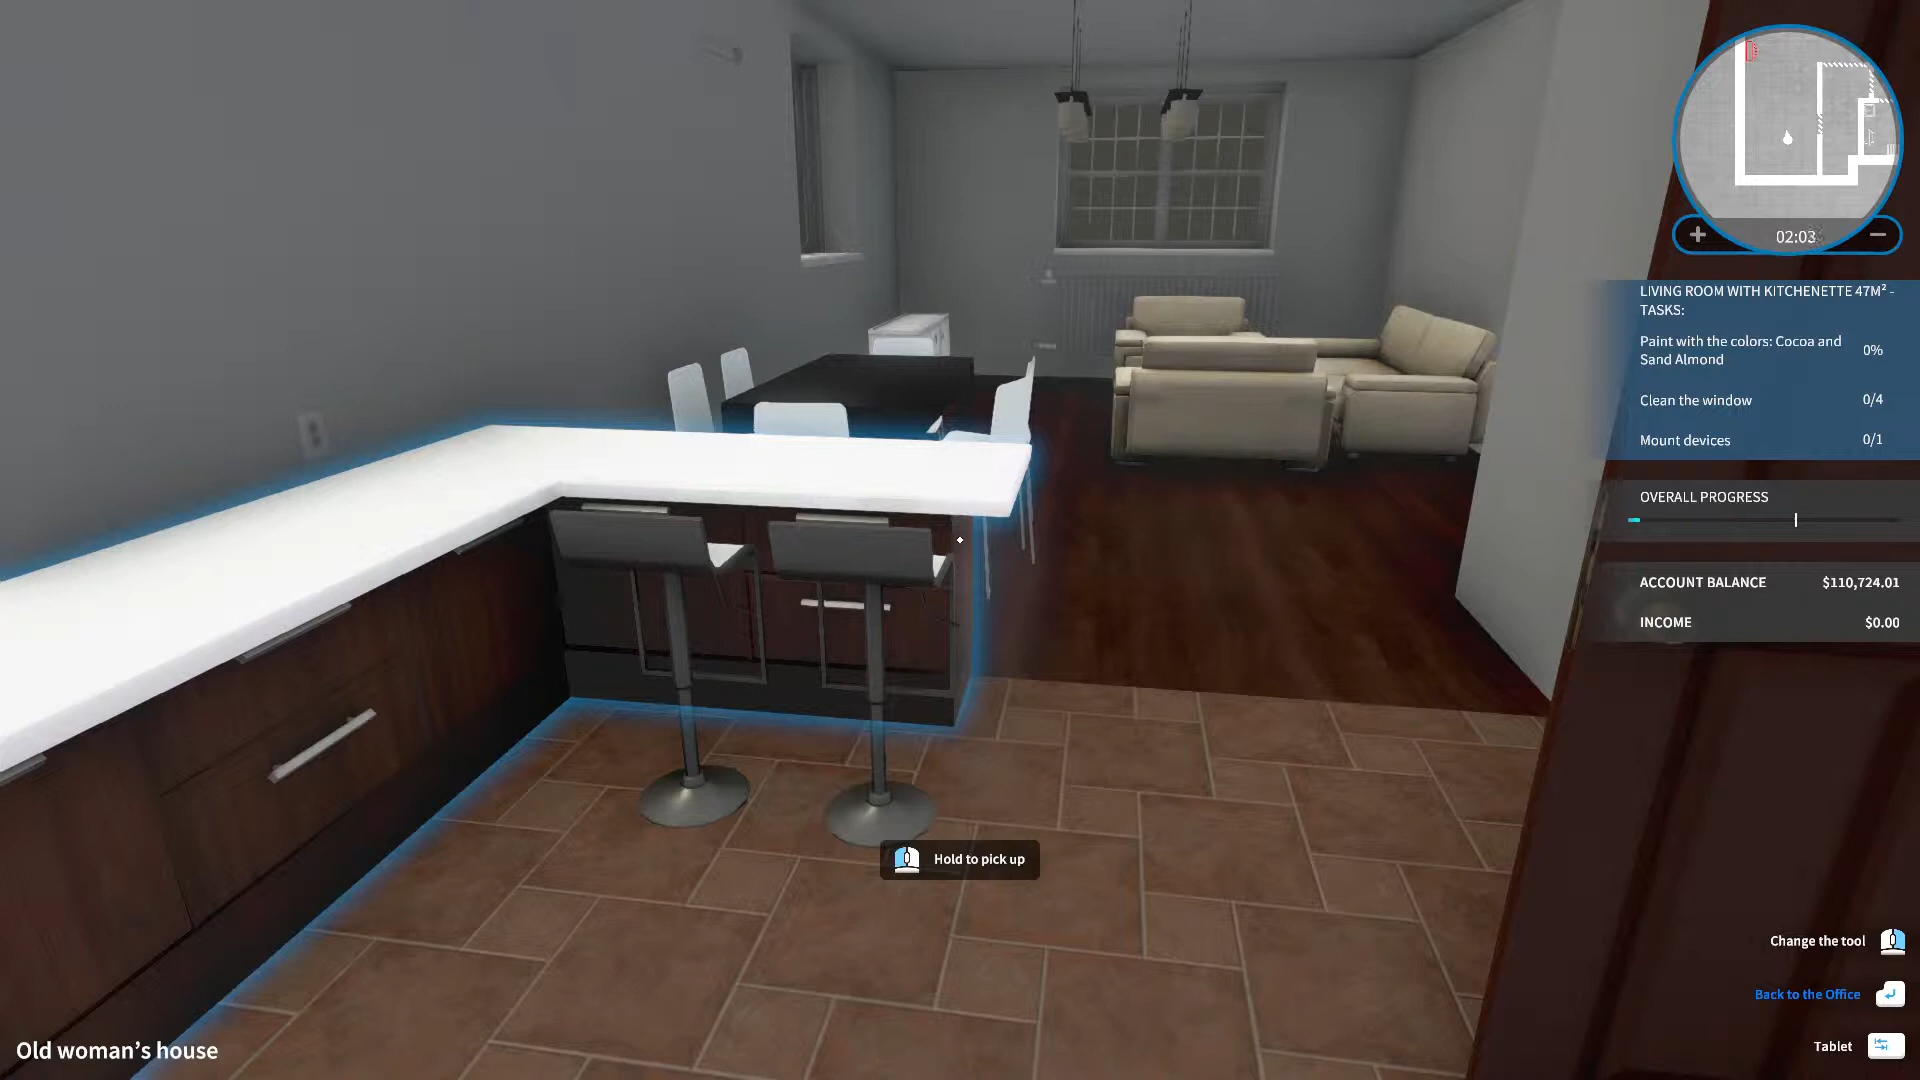 02:03
LIVING ROOM WITH KITCHENETTE 47M² -
TASKS:
Paint with the colors: Cocoa and
Sand Almond
0%
Clean the window 0/4
Mount devices 0/1
OVERALL PROGRESS
ACCOUNT BALANCE $110,724.01
INCOME $0.00
Hold to pick up
Change the tool
Back to the Office
Tablet
Old woman's house